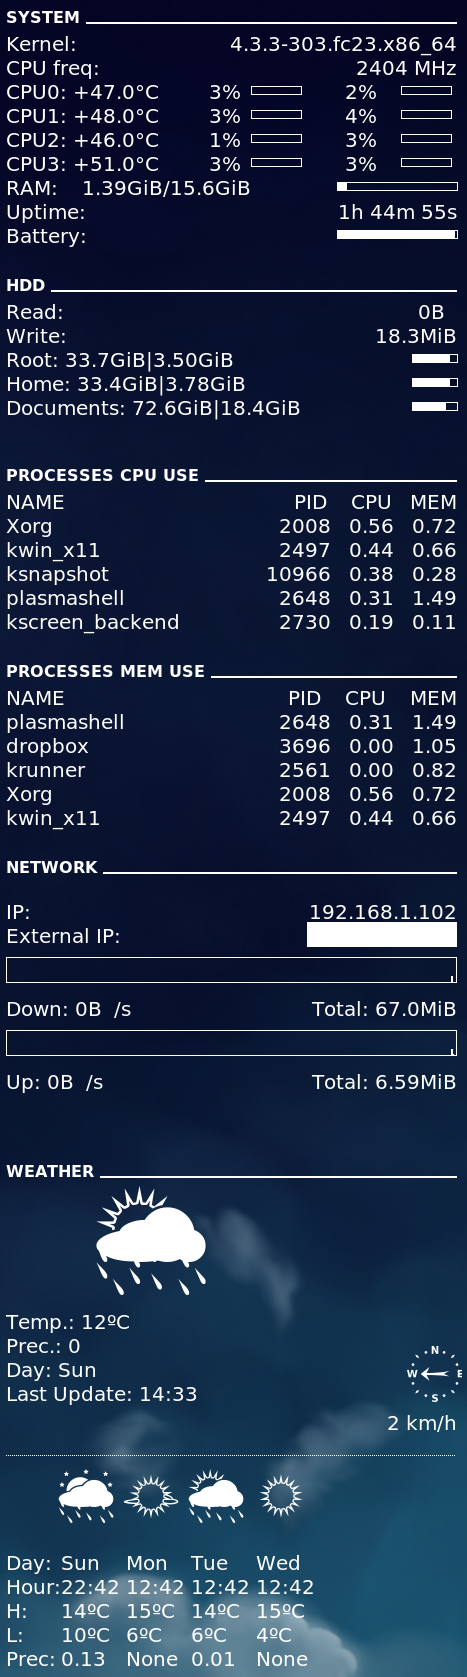 SYSTEM
Kernel: 4.3.3-303.fc23.x86_64
CPU freq: 2404 MHz
CPU0: +47.0°C 3% 2%
CPU1: +48.0°C 3% 4%
CPU2: +46.0°C 1% 3%
CPU3: +51.0°C 3% 3%
RAM: 1.39GiB/15.6GiB
Uptime: 1h 44m 55s
Battery:
HDD
Read: 0B
Write: 18.3MiB
Root: 33.7GiB|3.50GiB
Home: 33.4GiB|3.78GiB
Documents: 72.6GiB|18.4GiB
PROCESSES CPU USE
NAME PID CPU MEM
Xorg 2008 0.56 0.72
kwin_x11 2497 0.44 0.66
ksnapshot 10966 0.38 0.28
plasmashell 2648 0.31 1.49
kscreen_backend 2730 0.19 0.11
PROCESSES MEM USE
NAME PID CPU MEM
plasmashell 2648 0.31 1.49
dropbox 3696 0.00 1.05
krunner 2561 0.00 0.82
Xorg 2008 0.56 0.72
kwin_x11 2497 0.44 0.66
NETWORK
IP: 192.168.1.102
External IP:
Down: 0B /s Total: 67.0MiB
Up: 0B /s Total: 6.59MiB
WEATHER
Temp.: 12ºC
Prec.: 0
Day: Sun
Last Update: 14:33
N
W E
S
2 km/h
Day: Sun Mon Tue Wed
Hour:22:42 12:42 12:42 12:42
H: 14ºC 15ºC 14ºC 15ºC
L: 10ºC 6ºC 6ºC 4ºC
Prec: 0.13 None 0.01 None